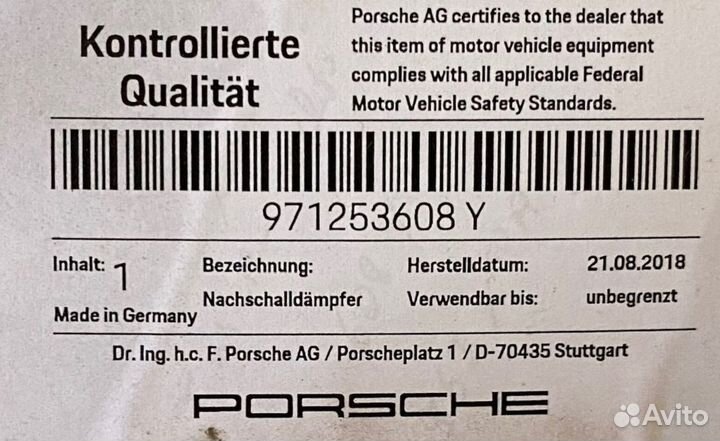 Kontrollierte
Qualität
Porsche AG certifies to the dealer that
this item of motor vehicle equipment
complies with all applicable Federal
Motor Vehicle Safety Standards.
971253608 Y
Inhalt: 1
Made in Germany
Bezeichnung:
Nachschalldämpfer
Herstelldatum: 21.08.2018
Verwendbar bis: unbegrenzt
Dr. Ing. h.c. F. Porsche AG / Porscheplatz 1 / D-70435 Stuttgart
PORSCHE
Avito